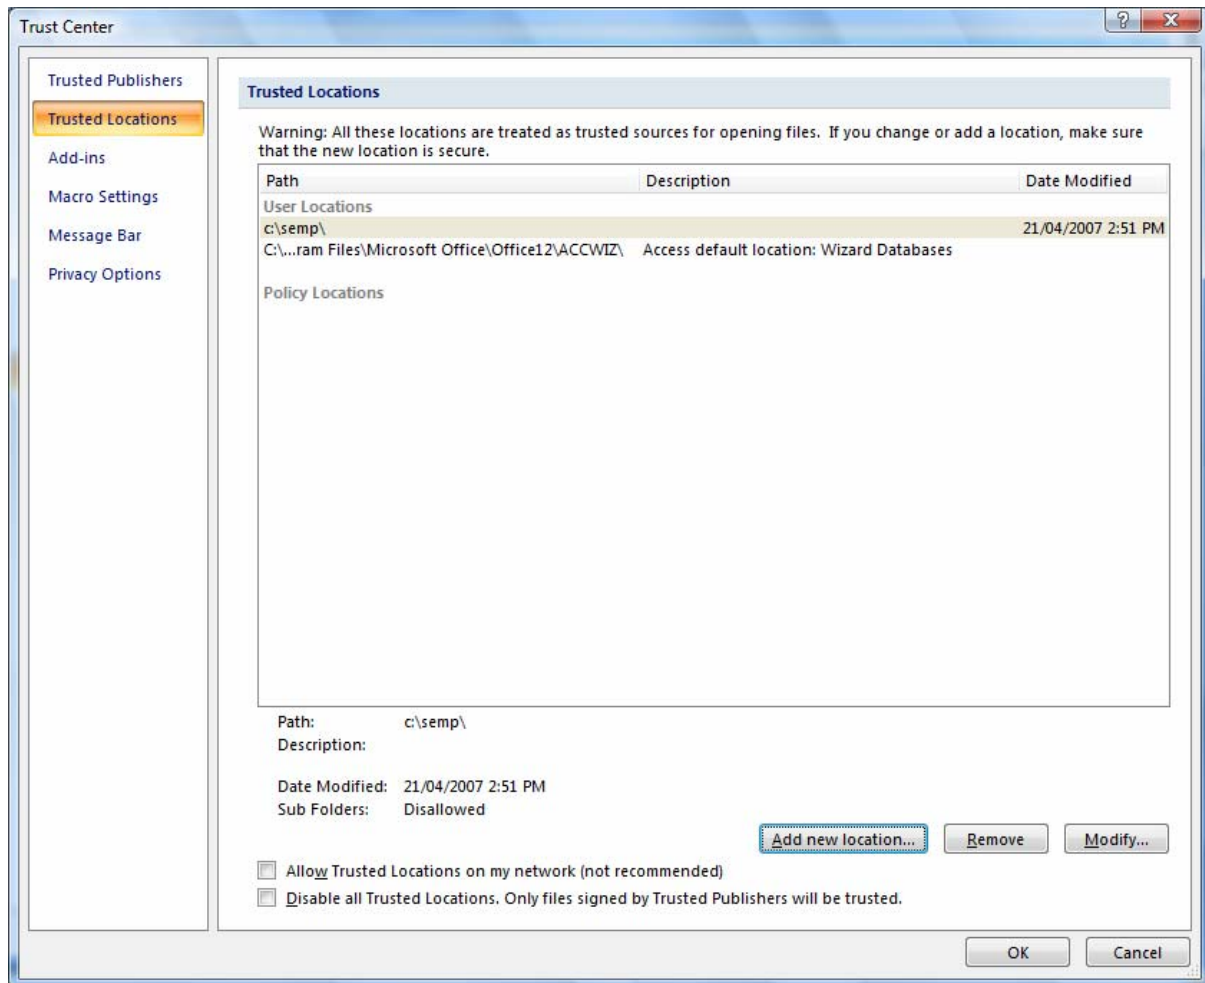 Trust Center
Trusted Publishers
Trusted Locations
Add-ins
Macro Settings
Message Bar
Privacy Options
Trusted Locations
Warning: All these locations are treated as trusted sources for opening files.  If you change or add a location, make sure
that the new location is secure.
Path Description Date Modified
User Locations
c:\semp\ 21/04/2007 2:51 PM
C:\...ram Files\Microsoft Office\Office12\ACCWIZ\ Access default location: Wizard Databases
Policy Locations
Path: c:\semp\
Description:
Date Modified: 21/04/2007 2:51 PM
Sub Folders: Disallowed
Add new location... Remove Modify...
Allow Trusted Locations on my network (not recommended)
Disable all Trusted Locations. Only files signed by Trusted Publishers will be trusted.
OK Cancel